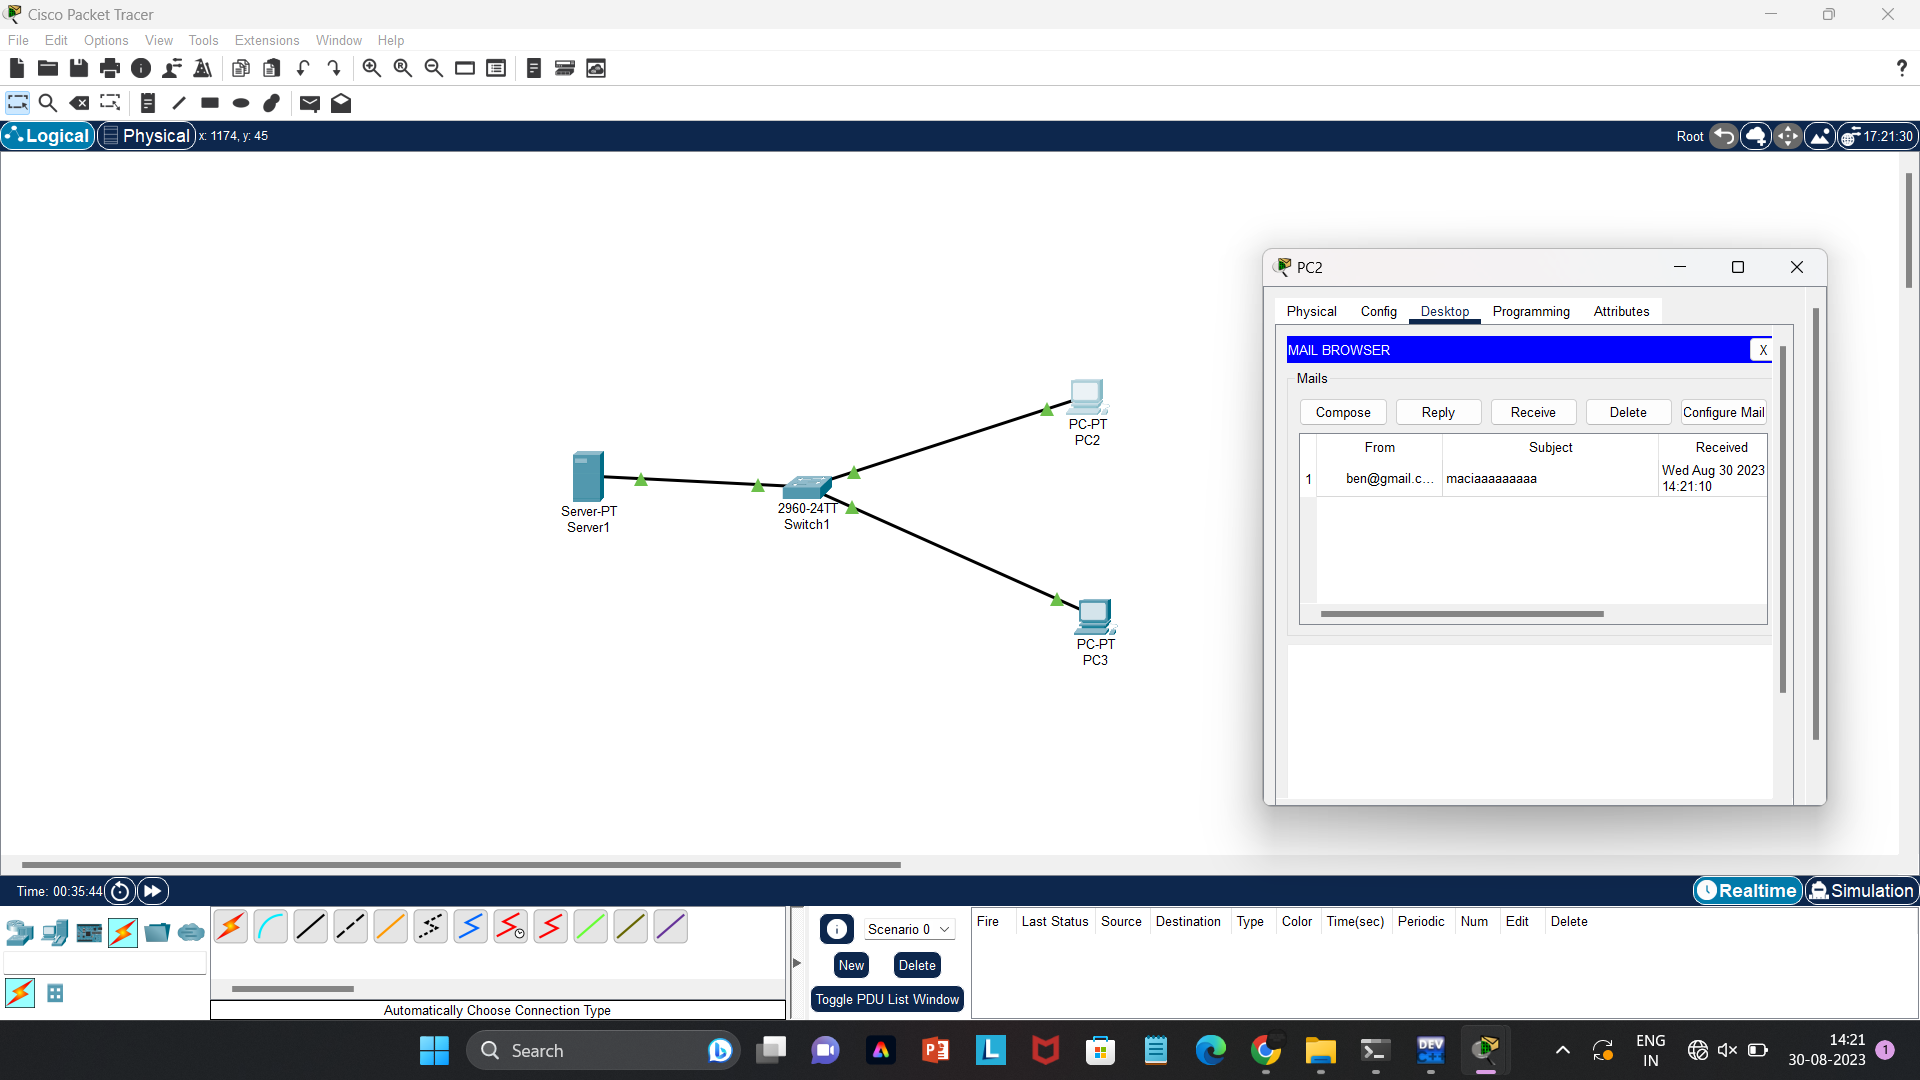 Cisco Packet Tracer
File Edit Options View Tools Extensions Window Help
?
Logical Physical x: 1174, y: 45 Root 17:21:30
PC-PT
PC2
Server-PT
Server1
2960-24TT
Switch1
PC-PT
PC3
PC2
Physical Config Desktop Programming Attributes
MAIL BROWSER X
Mails
Compose Reply Receive Delete Configure Mail
From Subject Received
1 ben@gmail.c... maciaaaaaaaaa Wed Aug 30 2023
14:21:10
Time: 00:35:44 Realtime Simulation
Scenario 0
New Delete
Toggle PDU List Window
Fire Last Status Source Destination Type Color Time(sec) Periodic Num Edit Delete
Automatically Choose Connection Type
Search
ENG
IN
14:21
30-08-2023
1